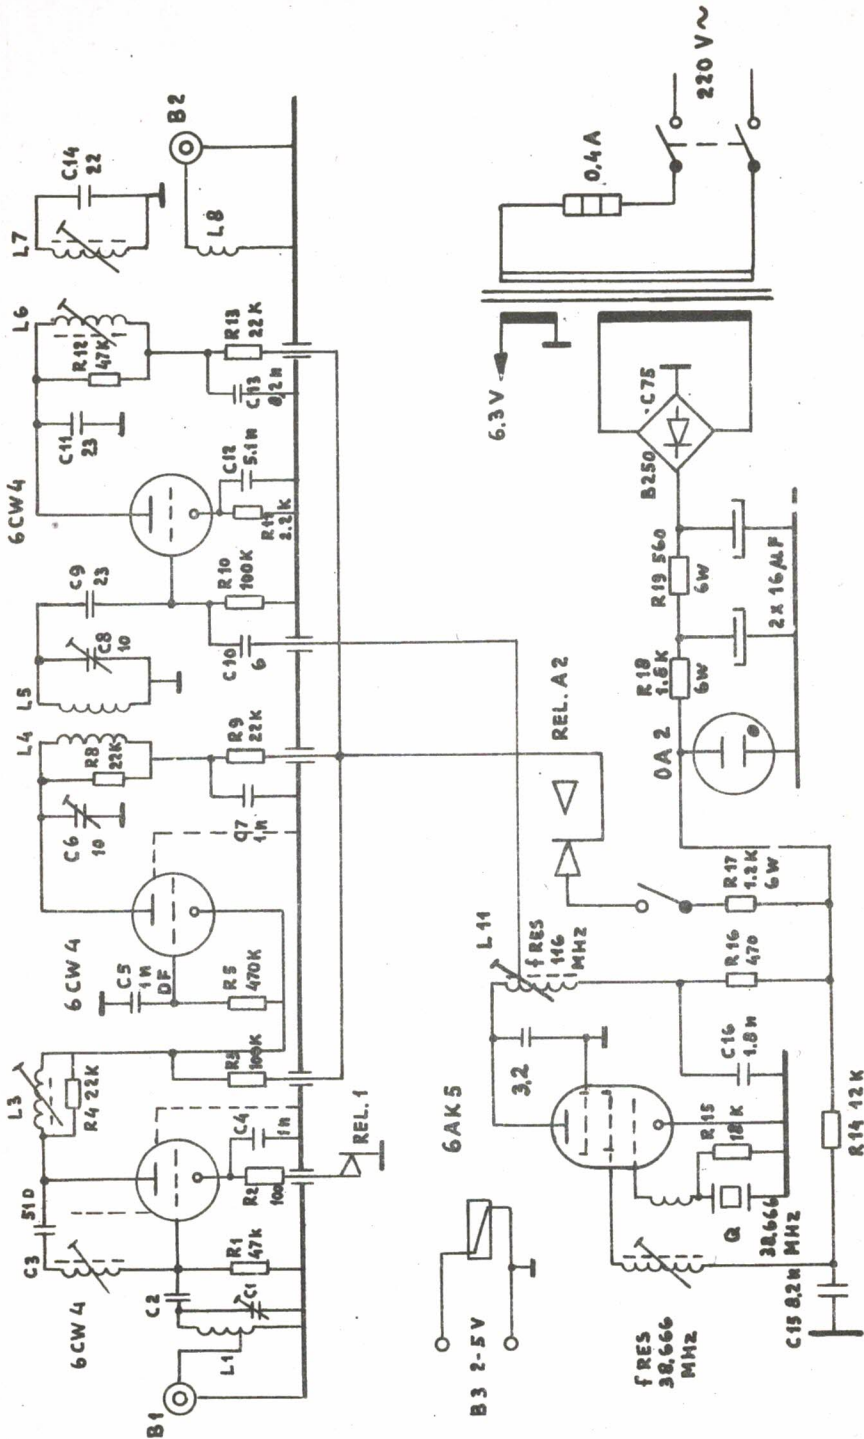 B1
L1
C2
C1
R1
47K
6CW4
C3
51D
L3
R4 22K
R2
100
C4
1n
REL.1
R3
100K
C5
1n
DF
R5
470K
6CW4
C6
10
R8
22K
L4
C7
1n
R9
22K
L5
C8
10
C9
23
C10
6
R10
100K
6CW4
C11
23
R12
47K
L6
C12
5.1n
R11
2.2K
C13
8,2n
R13
22K
L7
C14
22
L8
B2
B3 2-5V
6AK5
3,2
L11
fRES
116
MHZ
REL.A2
R15
18K
Q
38,666
MHZ
fRES
38,666
MHZ
C15 8,2n
C16
1.8n
R16
470
R17
1.2K
6W
R14 12K
OA2
R18
1.8K
6W
R19 560
6W
2x16µF
B250
C75
6.3V
0,4A
220V~